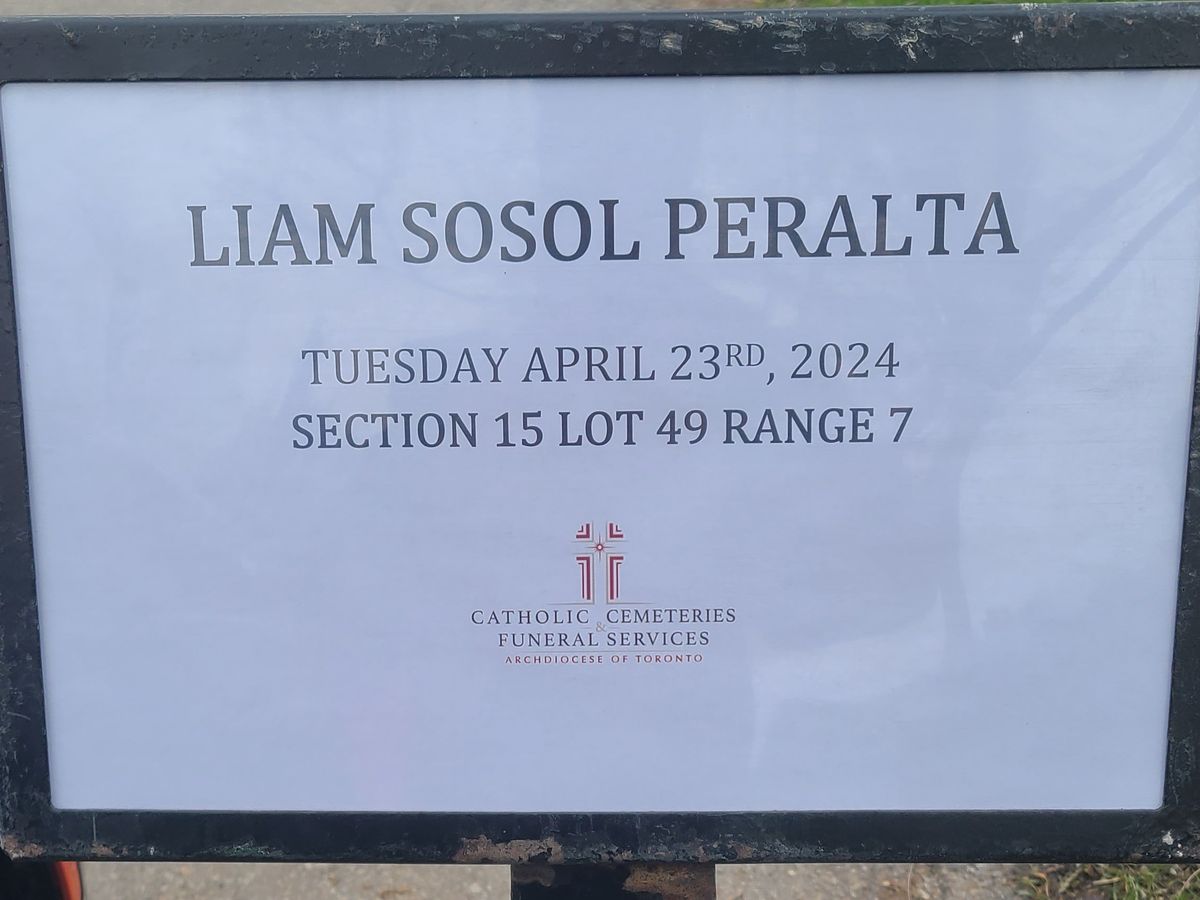 LIAM SOSOL PERALTA
TUESDAY APRIL 23RD, 2024
SECTION 15 LOT 49 RANGE 7
CATHOLIC CEMETERIES
&
FUNERAL SERVICES
ARCHDIOCESE OF TORONTO